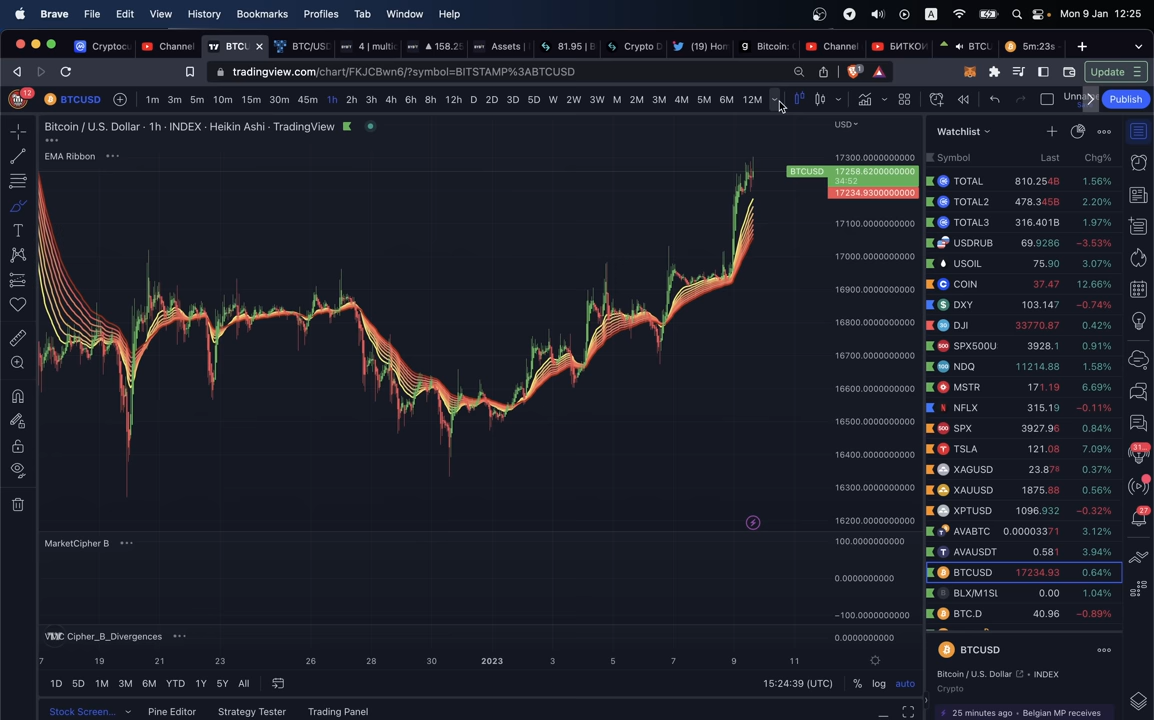 Brave File Edit View History Bookmarks Profiles Tab Window Help A Mon 9 Jan 12:25
Cryptocu Channel BTCU BTC/USD 4 | multic ▲ 158.25 Assets | 81.95 | B Crypto D (19) Hom Bitcoin: Channel БИТКОИ BTCU 5m:23s
tradingview.com/chart/FKJCBwn6/?symbol=BITSTAMP%3ABTCUSD 1 Update
12 BTCUSD 1m 3m 5m 10m 15m 30m 45m 1h 2h 3h 4h 6h 8h 12h D 2D 3D 5D W 2W 3W M 2M 3M 4M 5M 6M 12M Unna Publish
Bitcoin / U.S. Dollar · 1h · INDEX · Heikin Ashi · TradingView
USD
EMA Ribbon
17300.0000000000
BTCUSD 17258.6200000000
34:52
17234.9300000000
17100.0000000000
17000.0000000000
16900.0000000000
16800.0000000000
16700.0000000000
16600.0000000000
16500.0000000000
16400.0000000000
16300.0000000000
16200.0000000000
MarketCipher B
100.0000000000
0.0000000000
−100.0000000000
Cipher_B_Divergences
0.0000000000
7 19 21 23 26 28 30 2023 3 5 7 9 11
1D 5D 1M 3M 6M YTD 1Y 5Y All 15:24:39 (UTC) % log auto
Stock Screen... Pine Editor Strategy Tester Trading Panel
Watchlist
Symbol Last Chg%
TOTAL 810.254B 1.56%
TOTAL2 478.345B 2.20%
TOTAL3 316.401B 1.97%
USDRUB 69.9286 −3.53%
USOIL 75.90 3.07%
COIN 37.47 12.66%
DXY 103.147 −0.74%
30 DJI 33770.87 0.42%
500 SPX500U 3928.1 0.91%
100 NDQ 11214.88 1.58%
MSTR 171.19 6.69%
NFLX 315.19 −0.11%
500 SPX 3927.96 0.84%
TSLA 121.08 7.09%
XAGUSD 23.878 0.37%
XAUUSD 1875.88 0.56%
XPTUSD 1096.932 −0.32%
AVABTC 0.00003371 3.12%
AVAUSDT 0.581 3.94%
BTCUSD 17234.93 0.64%
BLX/M1SL 0.00 1.04%
BTC.D 40.96 −0.89%
BTCUSD
Bitcoin / U.S. Dollar • INDEX
Crypto
25 minutes ago • Belgian MP receives
31...
27